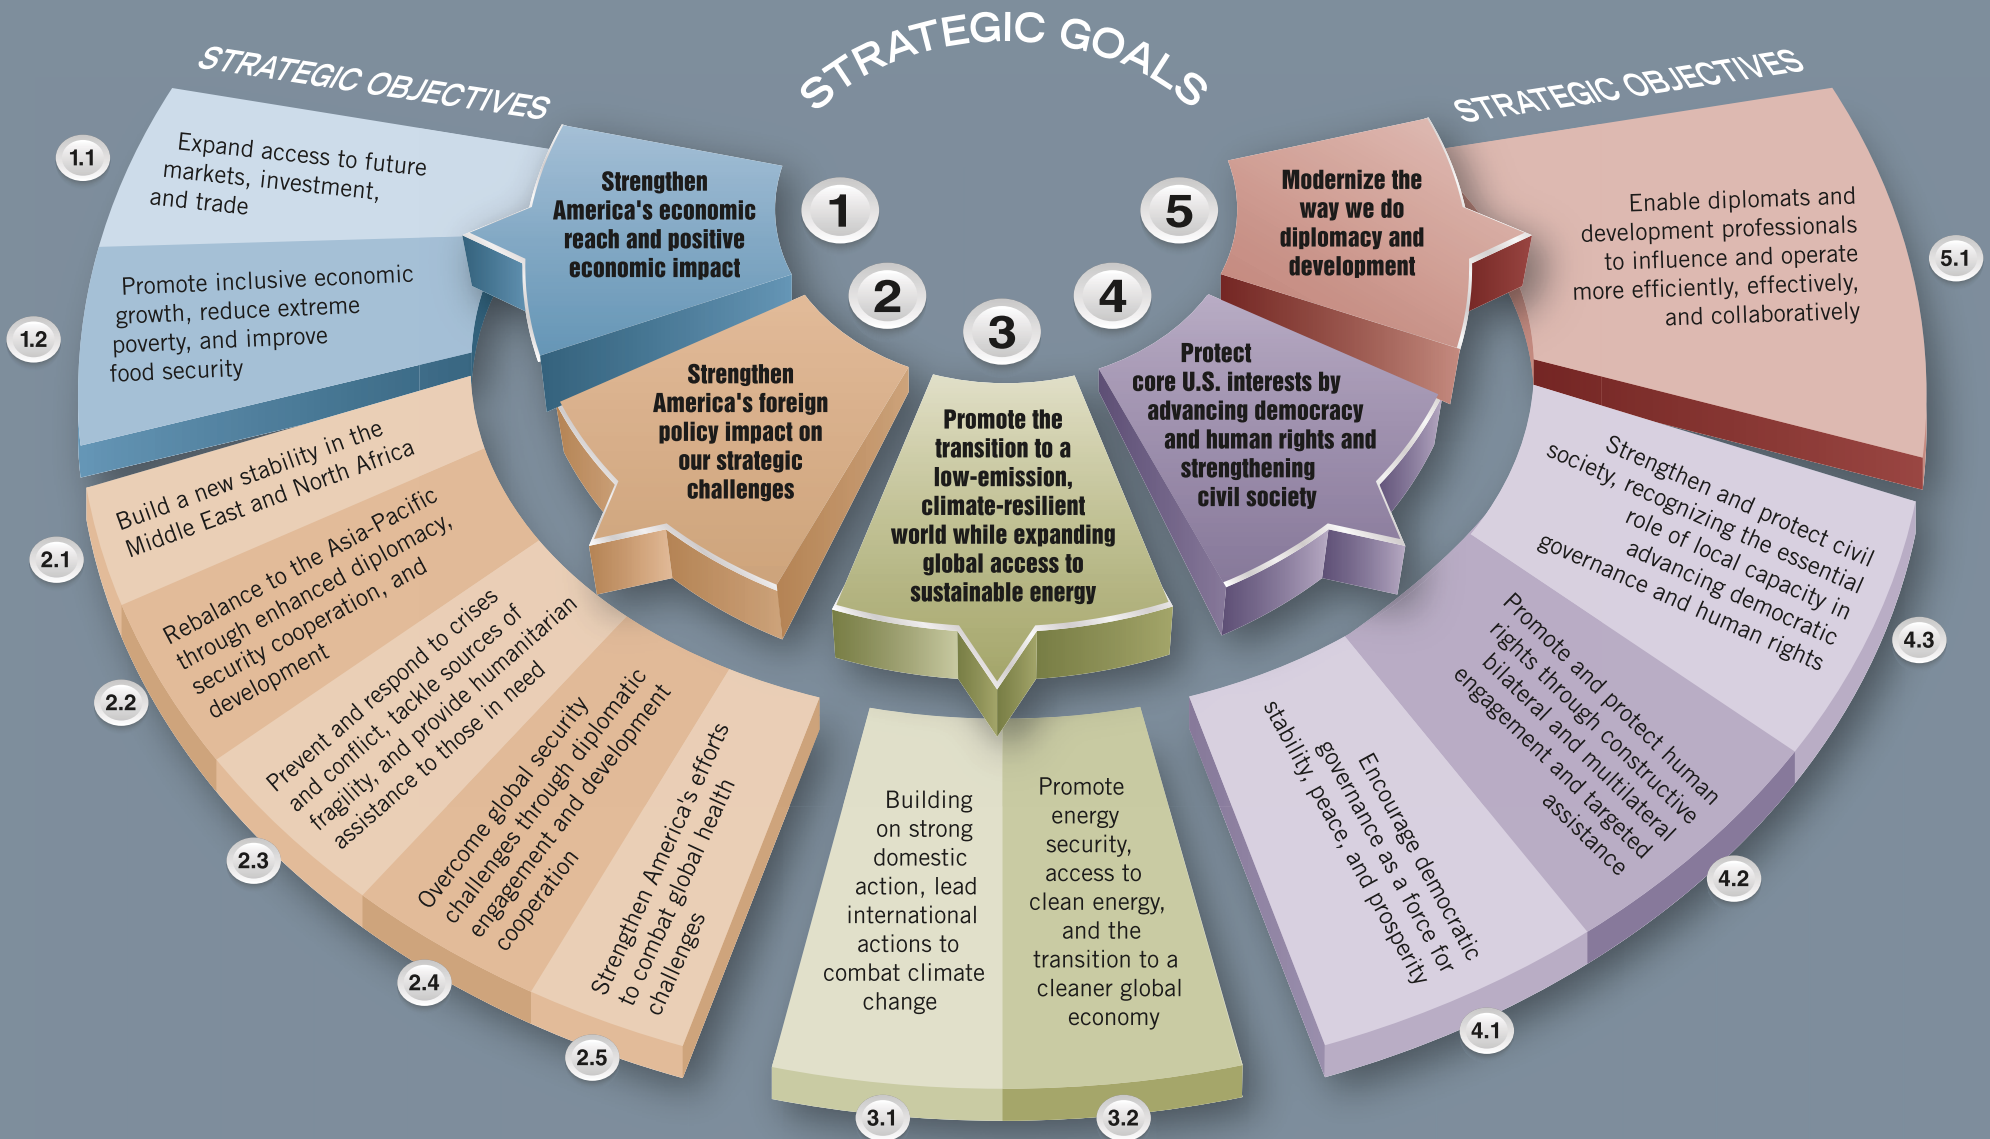 STRATEGIC GOALS
STRATEGIC OBJECTIVES
STRATEGIC OBJECTIVES
1
Strengthen
America's economic
reach and positive
economic impact
1.1
Expand access to future
markets, investment,
and trade
1.2
Promote inclusive economic
growth, reduce extreme
poverty, and improve
food security
2
Strengthen
America's foreign
policy impact on
our strategic
challenges
2.1
Build a new stability in the
Middle East and North Africa
2.2
Rebalance to the Asia-Pacific
through enhanced diplomacy,
security cooperation, and
development
2.3
Prevent and respond to crises
and conflict, tackle sources of
fragility, and provide humanitarian
assistance to those in need
2.4
Overcome global security
challenges through diplomatic
engagement and development
cooperation
2.5
Strengthen America's efforts
to combat global health
challenges
3
Promote the
transition to a
low-emission,
climate-resilient
world while expanding
global access to
sustainable energy
3.1
Building
on strong
domestic
action, lead
international
actions to
combat climate
change
3.2
Promote
energy
security,
access to
clean energy,
and the
transition to a
cleaner global
economy
4
Protect
core U.S. interests by
advancing democracy
and human rights and
strengthening
civil society
4.1
Encourage democratic
governance as a force for
stability, peace, and prosperity
4.2
Promote and protect human
rights through constructive
bilateral and multilateral
engagement and targeted
assistance
4.3
Strengthen and protect civil
society, recognizing the essential
role of local capacity in
advancing democratic
governance and human rights
5
Modernize the
way we do
diplomacy and
development
5.1
Enable diplomats and
development professionals
to influence and operate
more efficiently, effectively,
and collaboratively